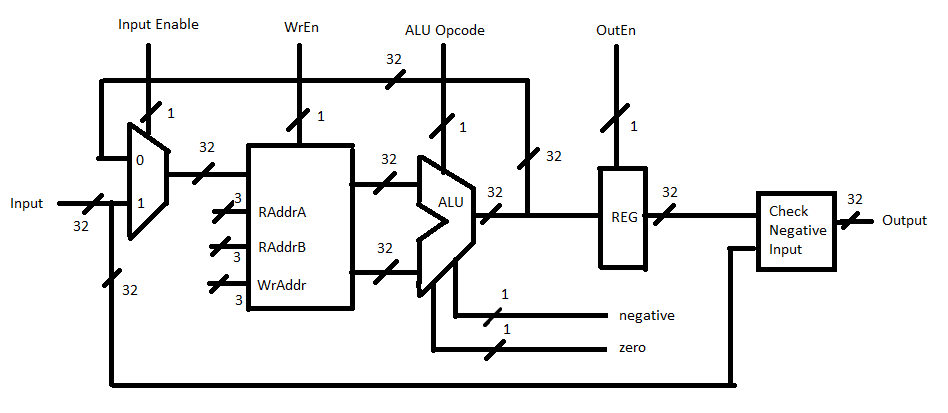 Input Enable
WrEn
ALU Opcode
OutEn
32
1
1
1
1
0
32
32
32
32
32
32
ALU
3
RAddrA
REG
Check
Negative
Input
Input
32
1
Output
3
RAddrB
32
32
WrAddr
3
1
negative
1
zero